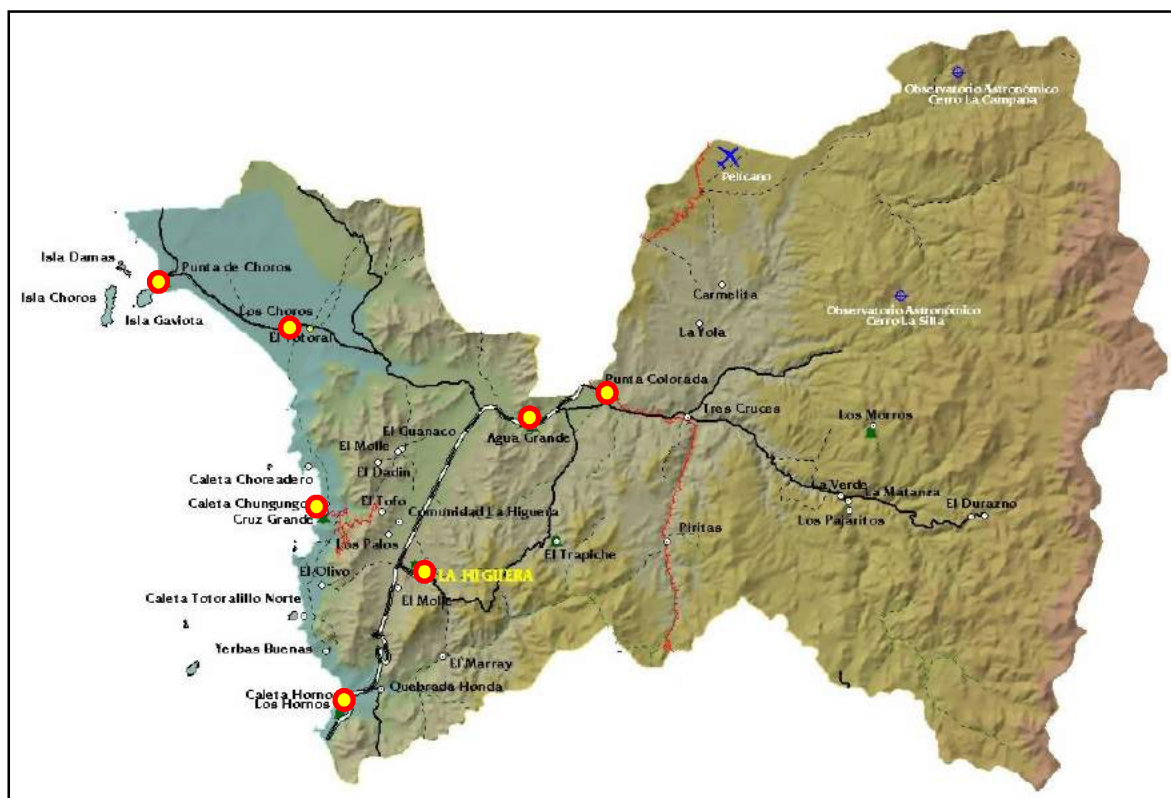 Observatorio Astronómico
Cerro La Campana
Pelícano
Isla Damas
Punta de Choros
Isla Choros
Isla Gaviota
Los Choros
El Totoral
Carmelita
Observatorio Astronómico
Cerro La Silla
La Yola
Punta Colorada
Tres Cruces
Los Morros
Agua Grande
El Guanaco
El Molle
El Dadin
Caleta Choreadero
Caleta Chungungo
Cruz Grande
El Tofo
Comunidad La Higuera
La Verde
La Matanza
El Durazno
Los Pajaritos
Los Palos
El Trapiche
Piritas
El Olivo
LA HIGUERA
El Molle
Caleta Totoralillo Norte
Yerbas Buenas
El Marray
Quebrada Honda
Caleta Horno
Los Hornos